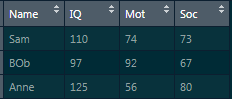 Name IQ Mot Soc
Sam 110 74 73
BOb 97 92 67
Anne 125 56 80